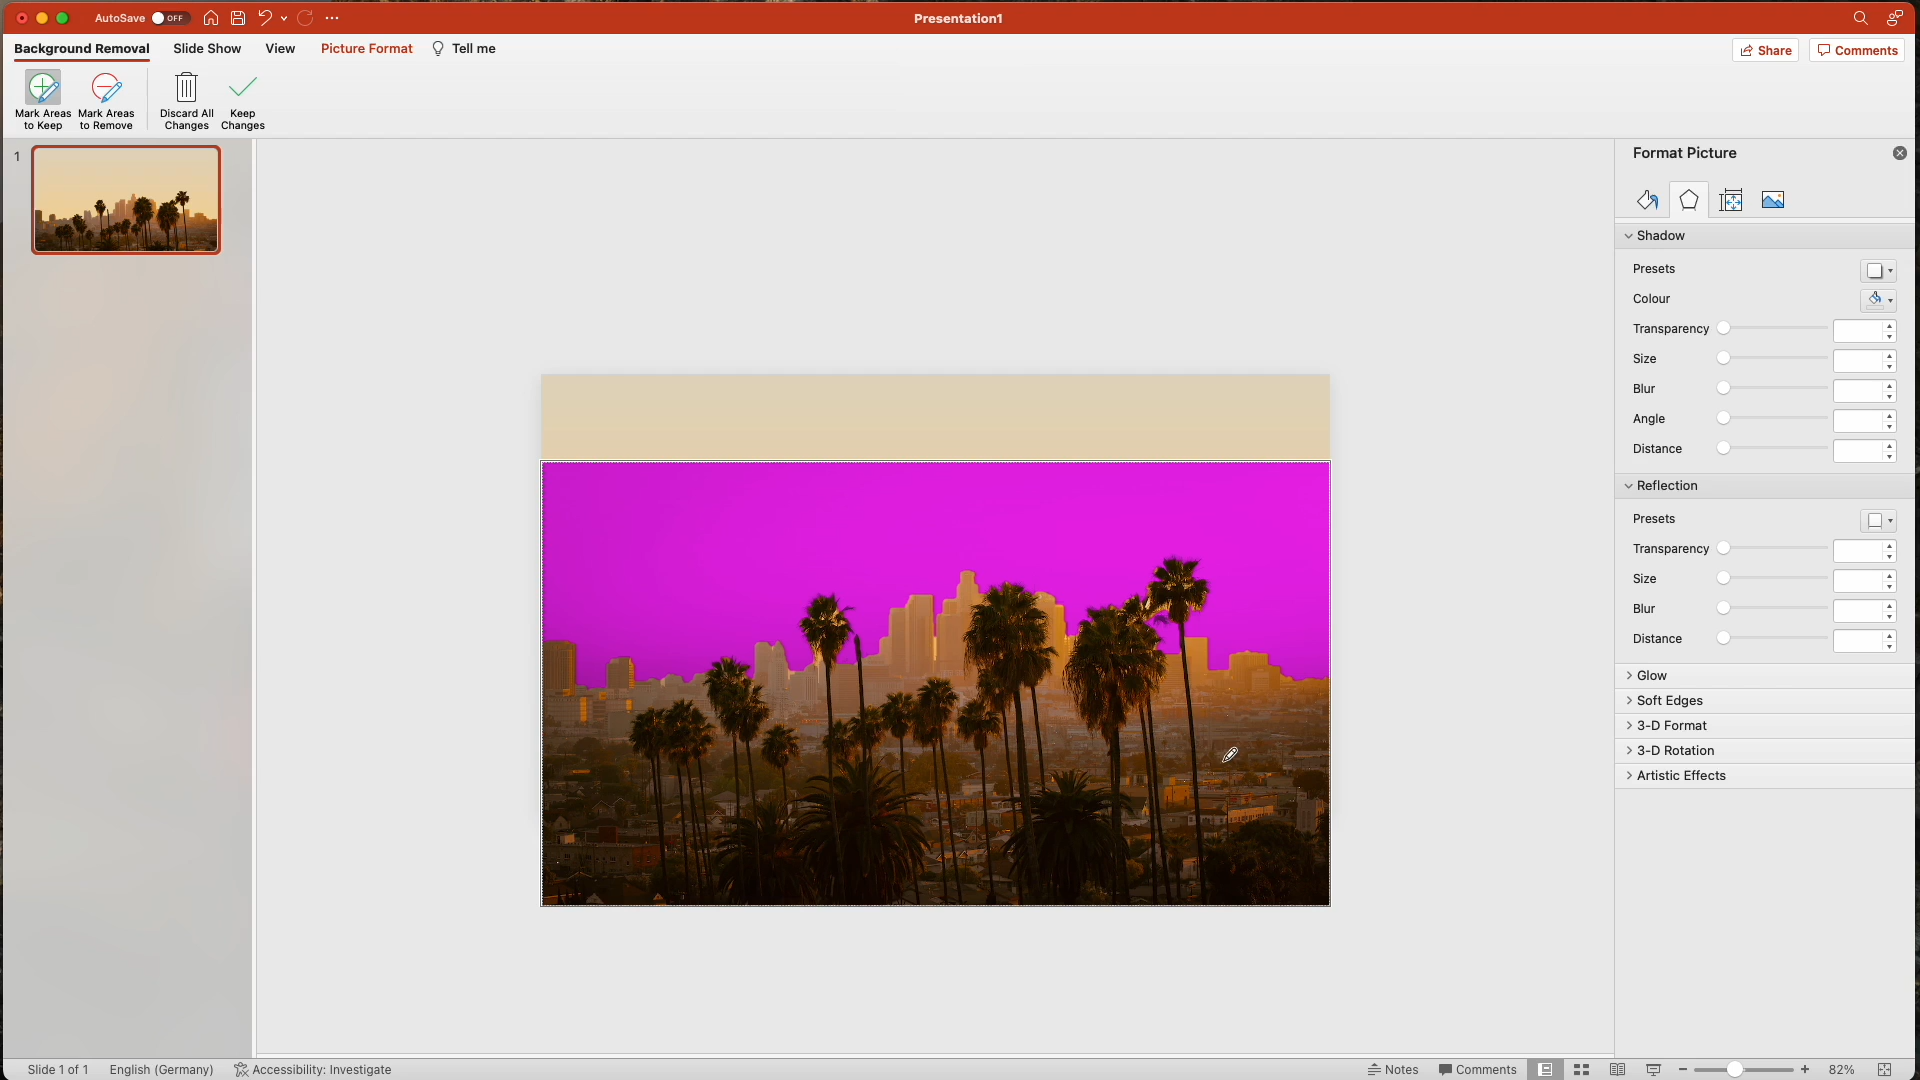 AutoSave OFF
Presentation1
Background Removal Slide Show View Picture Format Tell me
Share Comments
Mark Areas to Keep
Mark Areas to Remove
Discard All Changes
Keep Changes
1
Format Picture
Shadow
Presets
Colour
Transparency
Size
Blur
Angle
Distance
Reflection
Presets
Transparency
Size
Blur
Distance
Glow
Soft Edges
3-D Format
3-D Rotation
Artistic Effects
Slide 1 of 1 English (Germany) Accessibility: Investigate Notes Comments 82%